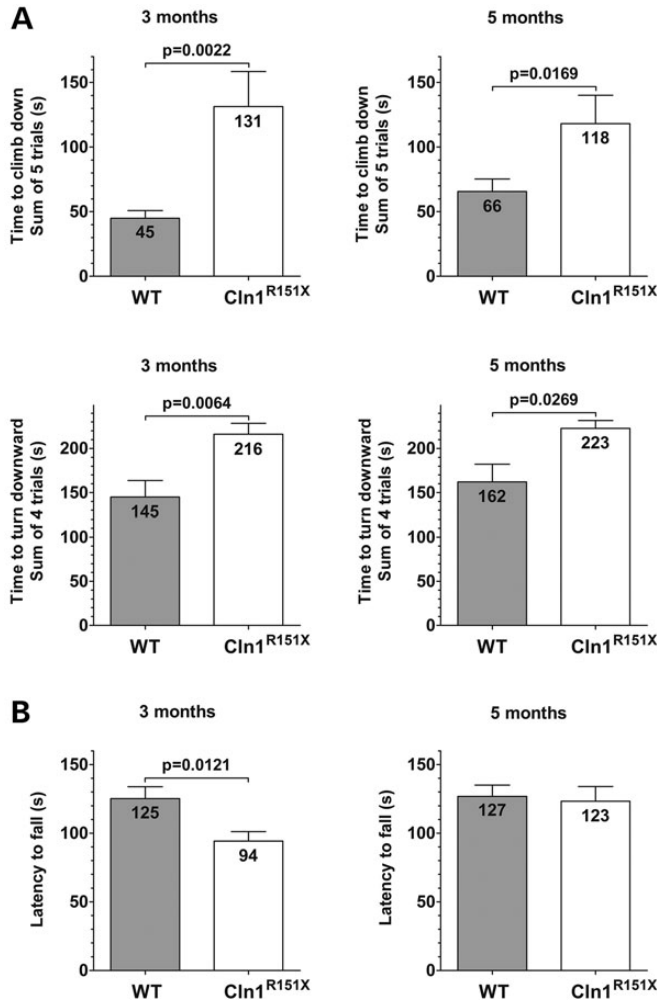 A
3 months
p=0.0022
Time to climb down
Sum of 5 trials (s)
150
100
50
0
131
45
WT
Cln1R151X
5 months
p=0.0169
Time to climb down
Sum of 5 trials (s)
150
100
50
0
118
66
WT
Cln1R151X
3 months
p=0.0064
Time to turn downward
Sum of 4 trials (s)
200
150
100
50
0
216
145
WT
Cln1R151X
5 months
p=0.0269
Time to turn downward
Sum of 4 trials (s)
200
150
100
50
0
223
162
WT
Cln1R151X
B
3 months
p=0.0121
Latency to fall (s)
150
100
50
0
125
94
WT
Cln1R151X
5 months
Latency to fall (s)
150
100
50
0
127
123
WT
Cln1R151X